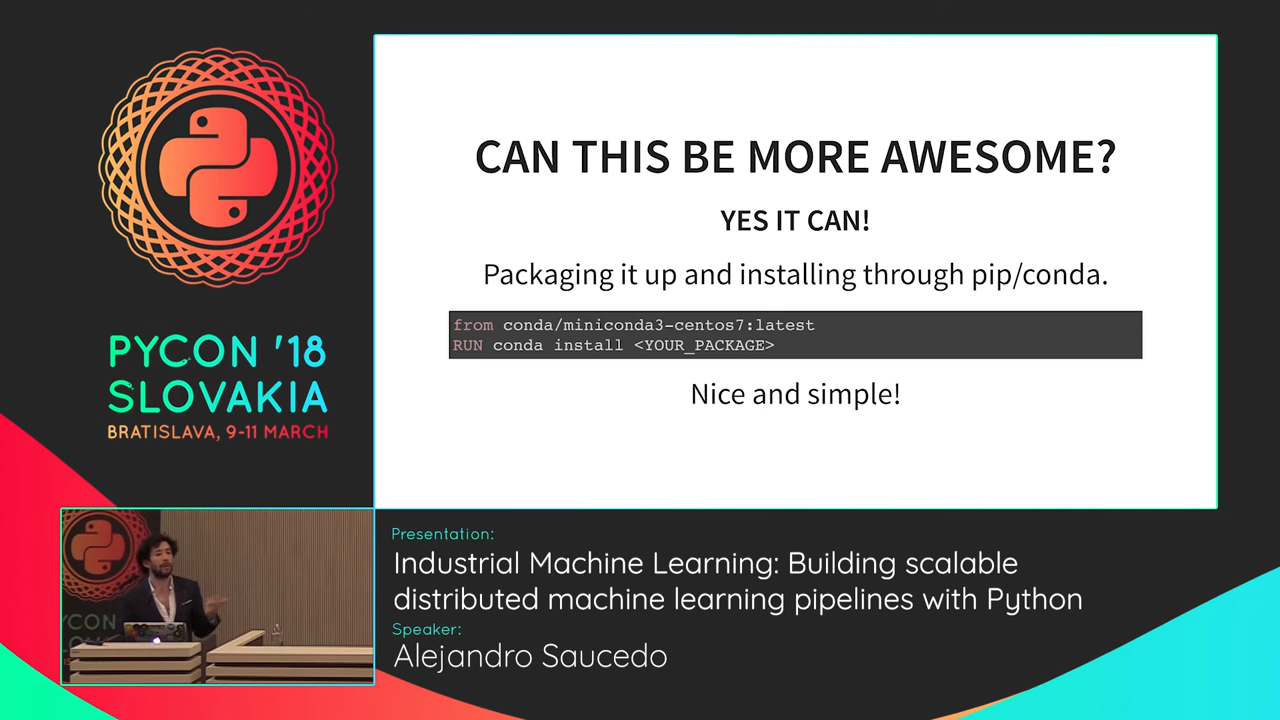 PYCON '18
SLOVAKIA
BRATISLAVA, 9-11 MARCH
CAN THIS BE MORE AWESOME?
YES IT CAN!
Packaging it up and installing through pip/conda.
from conda/miniconda3-centos7:latest
RUN conda install <YOUR_PACKAGE>
Nice and simple!
YCON
Presentation:
Industrial Machine Learning: Building scalable
distributed machine learning pipelines with Python
Speaker:
Alejandro Saucedo